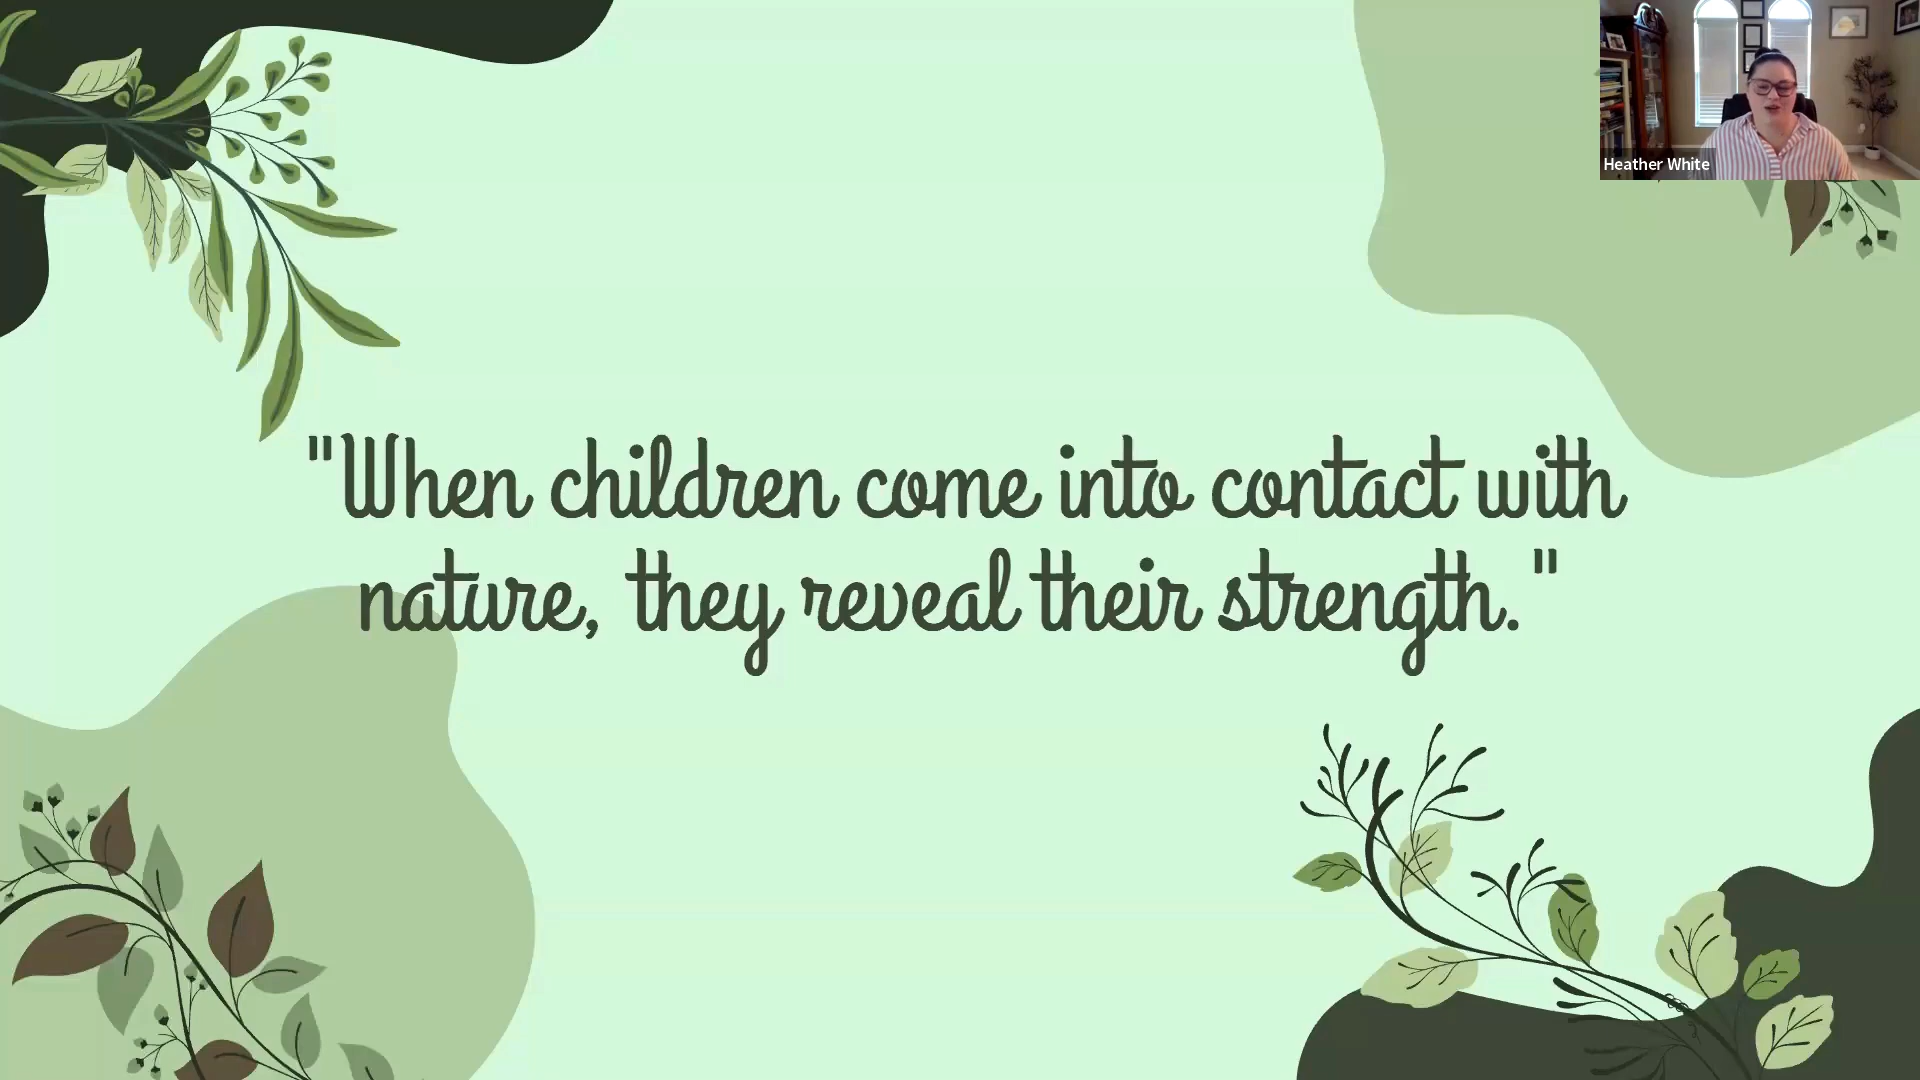 Heather White
"When children come into contact with
nature, they reveal their strength."